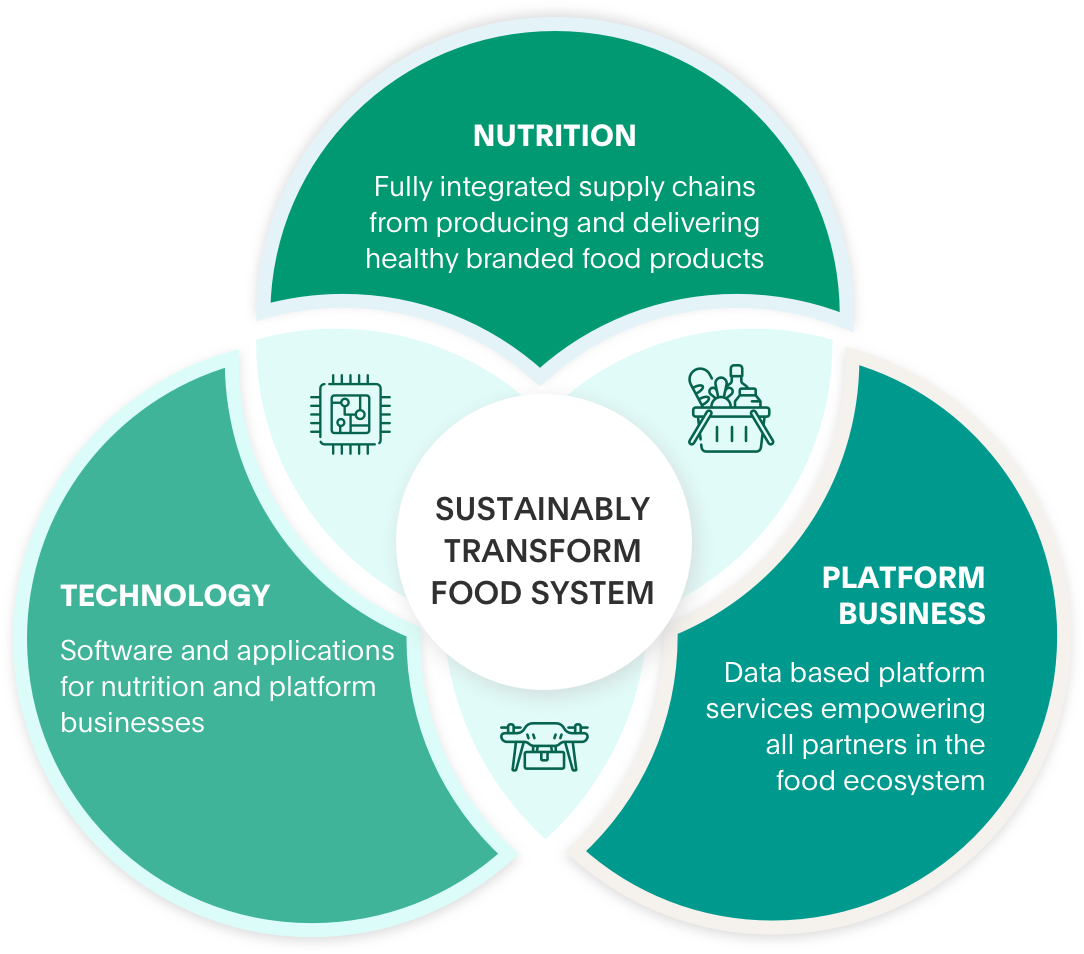 NUTRITION
Fully integrated supply chains
from producing and delivering
healthy branded food products
SUSTAINABLY
TRANSFORM
FOOD SYSTEM
TECHNOLOGY
Software and applications
for nutrition and platform
businesses
PLATFORM
BUSINESS
Data based platform
services empowering
all partners in the
food ecosystem